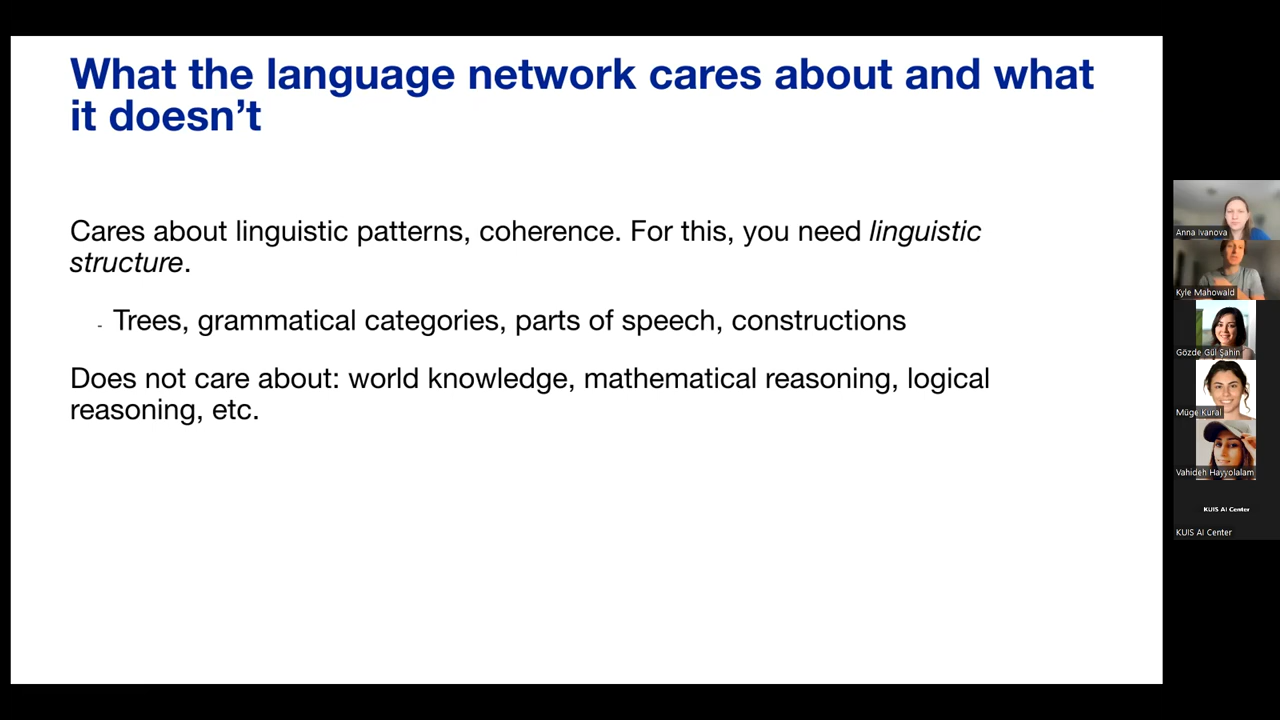 What the language network cares about and what
it doesn’t
Cares about linguistic patterns, coherence. For this, you need linguistic
structure.
- Trees, grammatical categories, parts of speech, constructions
Does not care about: world knowledge, mathematical reasoning, logical
reasoning, etc.
Anna Ivanova
Kyle Mahowald
Gözde Gül Şahin
Müge Kural
Vahideh Hayyolalam
KUIS AI Center
KUIS AI Center